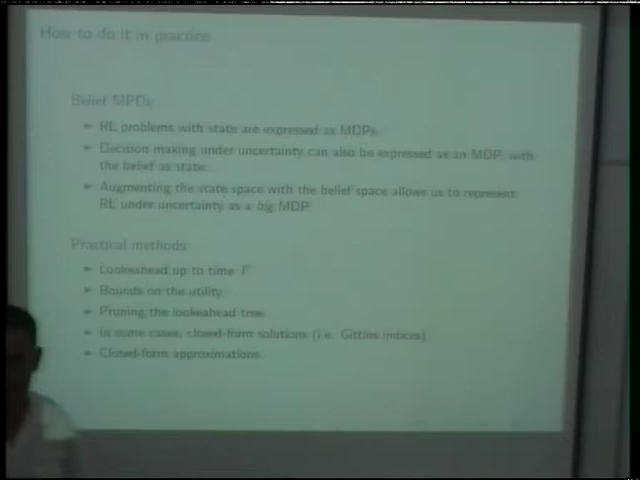 How to do it in practice
Belief MPDs
RL problems with state are expressed as MDPs.
Decision making under uncertainty can also be expressed as an MDP, with
the belief as state.
Augmenting the state space with the belief space allows us to represent
RL under uncertainty as a big MDP.
Practical methods
Lookeahead up to time T
Bounds on the utility.
Pruning the lookeahead tree.
In some cases, closed-form solutions (i.e. Gittins indices)
Closed-form approximations.